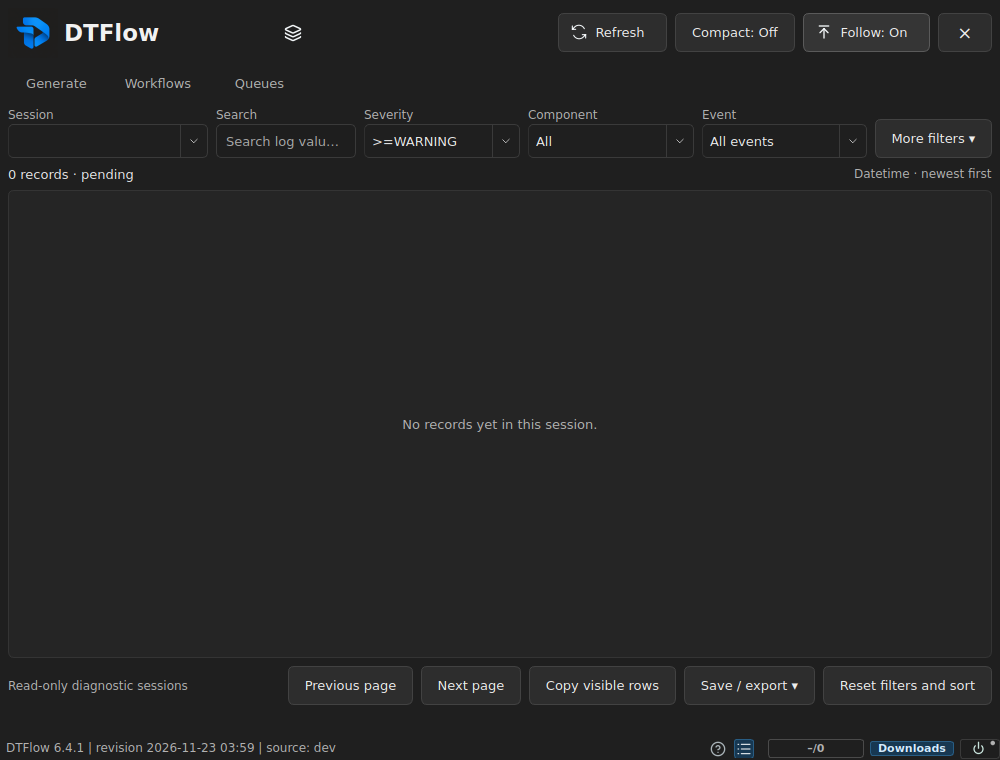 DTFlow
Refresh
Compact: Off
Follow: On
Generate
Workflows
Queues
Session
Search
Severity
Component
Event
Search log valu...
>=WARNING
All
All events
More filters ▾
0 records · pending
Datetime · newest first
No records yet in this session.
Read-only diagnostic sessions
Previous page
Next page
Copy visible rows
Save / export ▾
Reset filters and sort
DTFlow 6.4.1 | revision 2026-11-23 03:59 | source: dev
–/0
Downloads